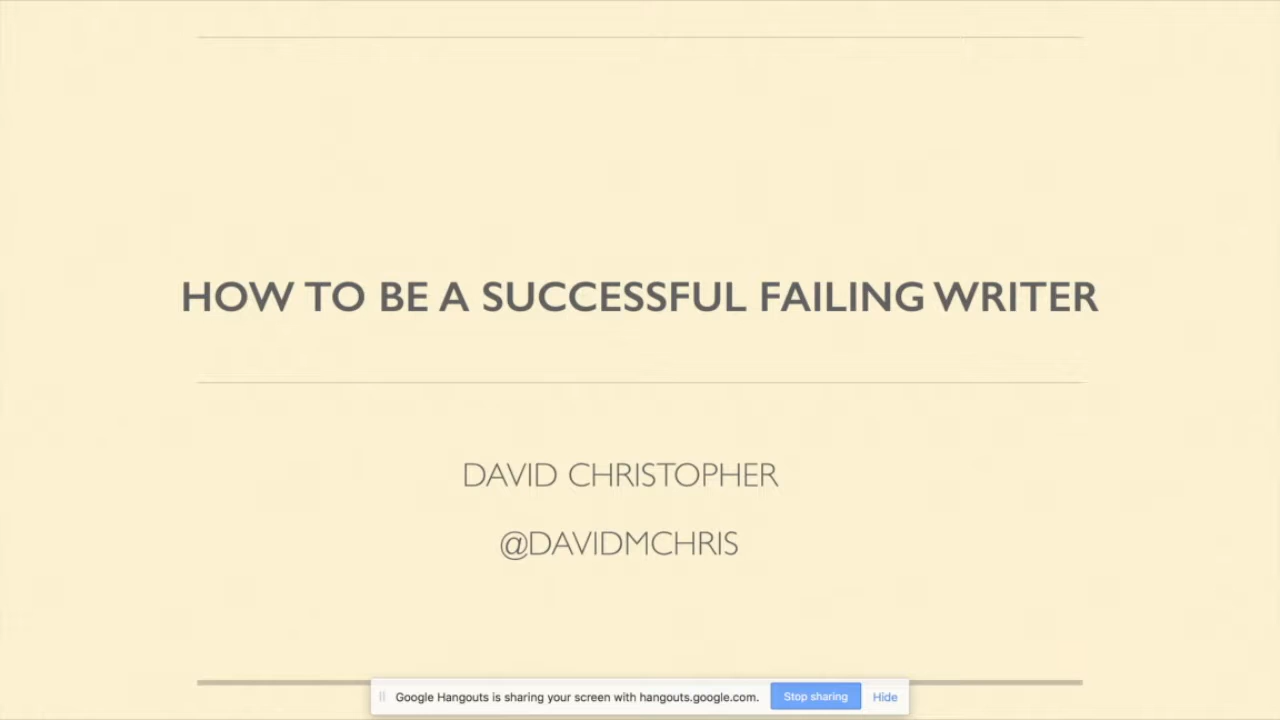 HOW TO BE A SUCCESSFUL FAILING WRITER
DAVID CHRISTOPHER
@DAVIDMCHRIS
Google Hangouts is sharing your screen with hangouts.google.com. Stop sharing Hide